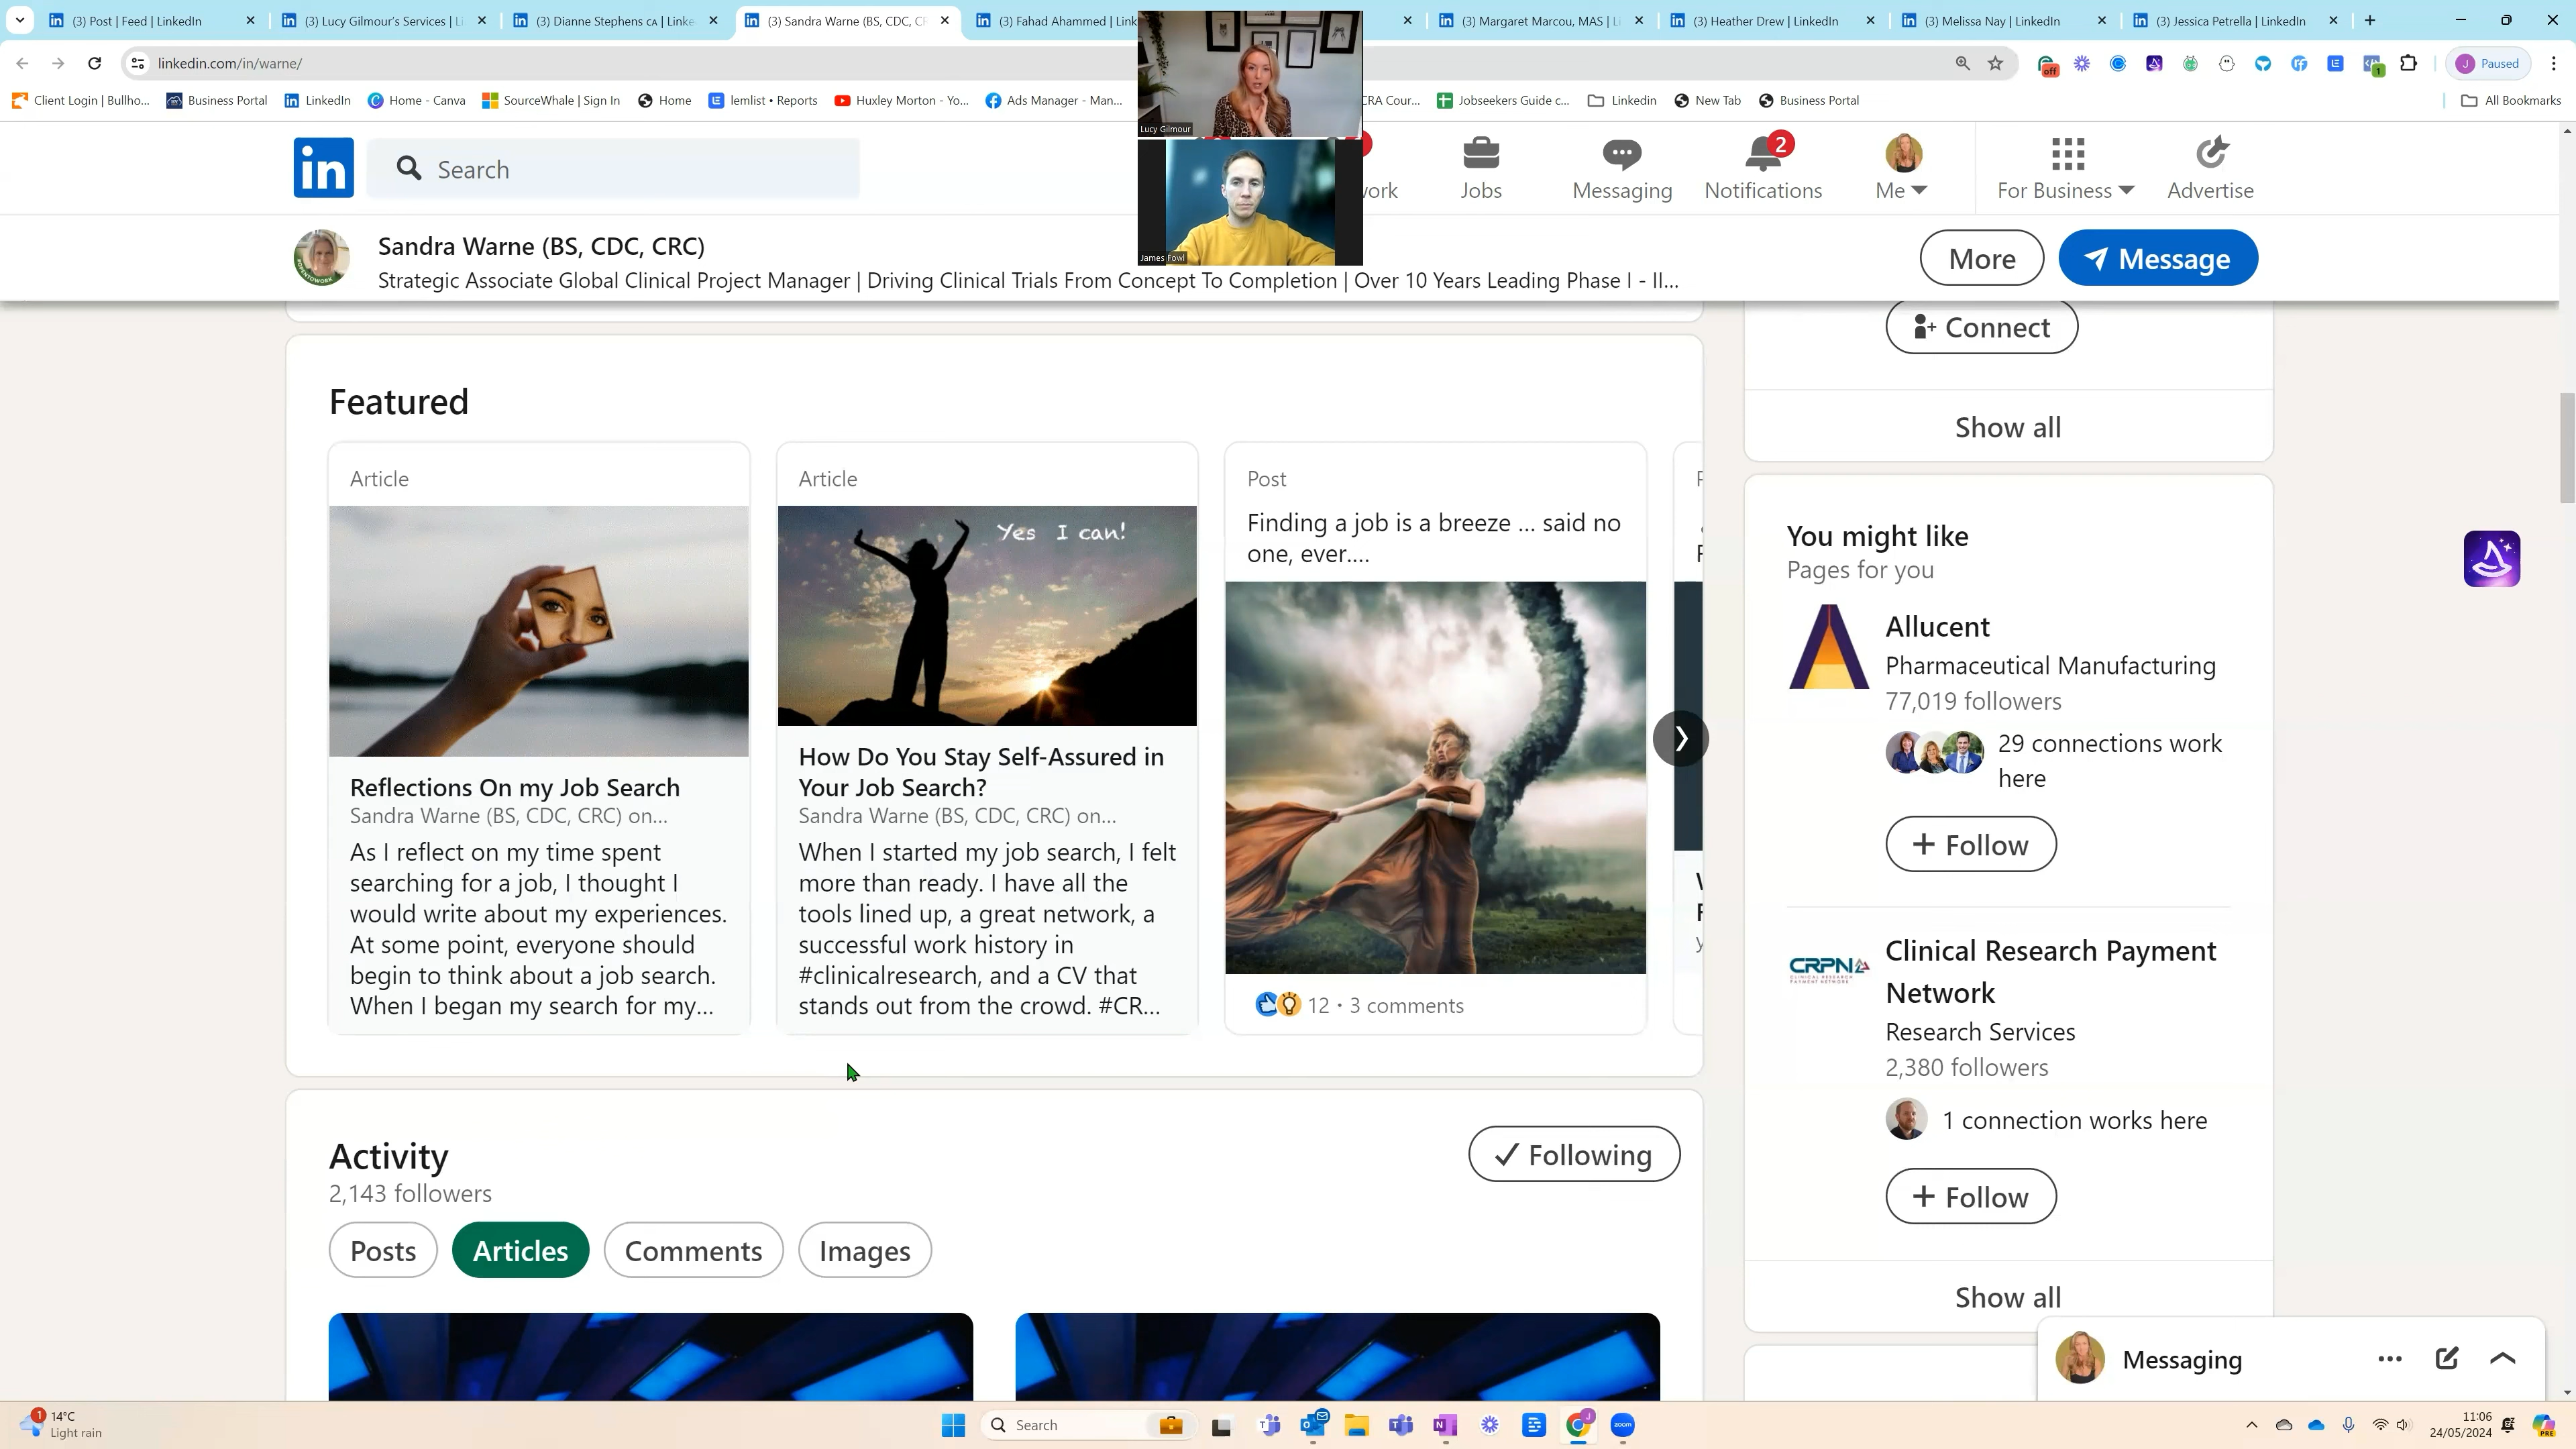 (3) Post | Feed | LinkedIn
(3) Lucy Gilmour's Services | Li
(3) Dianne Stephens CA | Linke
(3) Sandra Warne (BS, CDC, CR
(3) Fahad Ahammed | Link
(3) Margaret Marcou, MAS | Li
(3) Heather Drew | LinkedIn
(3) Melissa Nay | LinkedIn
(3) Jessica Petrella | LinkedIn
linkedin.com/in/warne/
off
1
J Paused
Client Login | Bullho...
Business Portal
LinkedIn
Home - Canva
SourceWhale | Sign In
Home
lemlist • Reports
Huxley Morton - Yo...
Ads Manager - Man...
CRA Cour...
Jobseekers Guide c...
Linkedin
New Tab
Business Portal
All Bookmarks
Lucy Gilmour
James Fowl
in
Search
work
Jobs
Messaging
2
Notifications
Me
For Business
Advertise
#OPENTOWORK
Sandra Warne (BS, CDC, CRC)
Strategic Associate Global Clinical Project Manager | Driving Clinical Trials From Concept To Completion | Over 10 Years Leading Phase I - II...
More
Message
Connect
Show all
Featured
Article
Reflections On my Job Search
Sandra Warne (BS, CDC, CRC) on...
As I reflect on my time spent
searching for a job, I thought I
would write about my experiences.
At some point, everyone should
begin to think about a job search.
When I began my search for my...
Article
Yes I can!
How Do You Stay Self-Assured in
Your Job Search?
Sandra Warne (BS, CDC, CRC) on...
When I started my job search, I felt
more than ready. I have all the
tools lined up, a great network, a
successful work history in
#clinicalresearch, and a CV that
stands out from the crowd. #CR...
Post
Finding a job is a breeze ... said no
one, ever....
12 • 3 comments
You might like
Pages for you
Allucent
Pharmaceutical Manufacturing
77,019 followers
29 connections work
here
+ Follow
CRPN
CLINICAL RESEARCH
PAYMENT NETWORK
Clinical Research Payment
Network
Research Services
2,380 followers
1 connection works here
+ Follow
Show all
Activity
2,143 followers
Following
Posts
Articles
Comments
Images
Messaging
1
14°C
Light rain
Search
zoom
11:06
24/05/2024
PRE